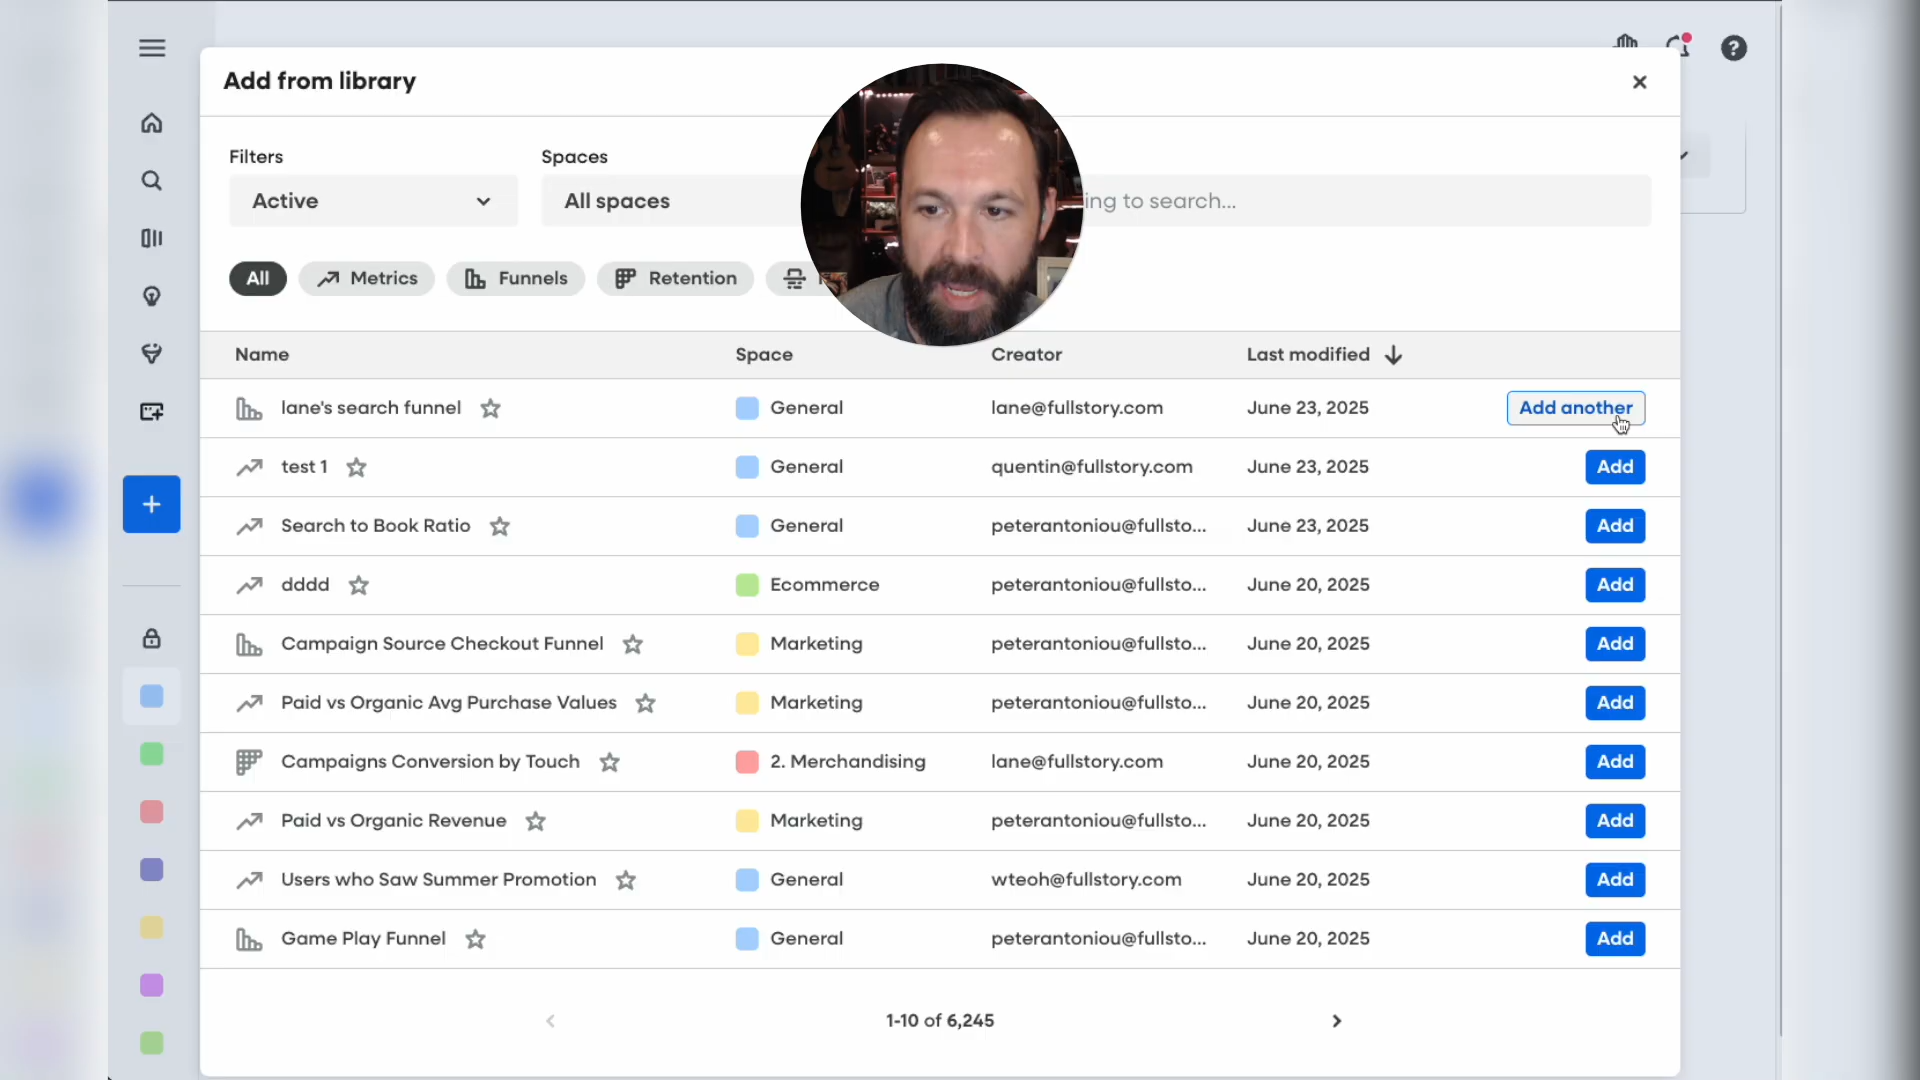 Add from library
Filters
Spaces
Active
All spaces
ing to search...
All
Metrics
Funnels
Retention
Name
Space
Creator
Last modified
lane's search funnel
General
lane@fullstory.com
June 23, 2025
Add another
test 1
General
quentin@fullstory.com
June 23, 2025
Add
Search to Book Ratio
General
peterantoniou@fullsto...
June 23, 2025
Add
dddd
Ecommerce
peterantoniou@fullsto...
June 20, 2025
Add
Campaign Source Checkout Funnel
Marketing
peterantoniou@fullsto...
June 20, 2025
Add
Paid vs Organic Avg Purchase Values
Marketing
peterantoniou@fullsto...
June 20, 2025
Add
Campaigns Conversion by Touch
2. Merchandising
lane@fullstory.com
June 20, 2025
Add
Paid vs Organic Revenue
Marketing
peterantoniou@fullsto...
June 20, 2025
Add
Users who Saw Summer Promotion
General
wteoh@fullstory.com
June 20, 2025
Add
Game Play Funnel
General
peterantoniou@fullsto...
June 20, 2025
Add
1-10 of 6,245